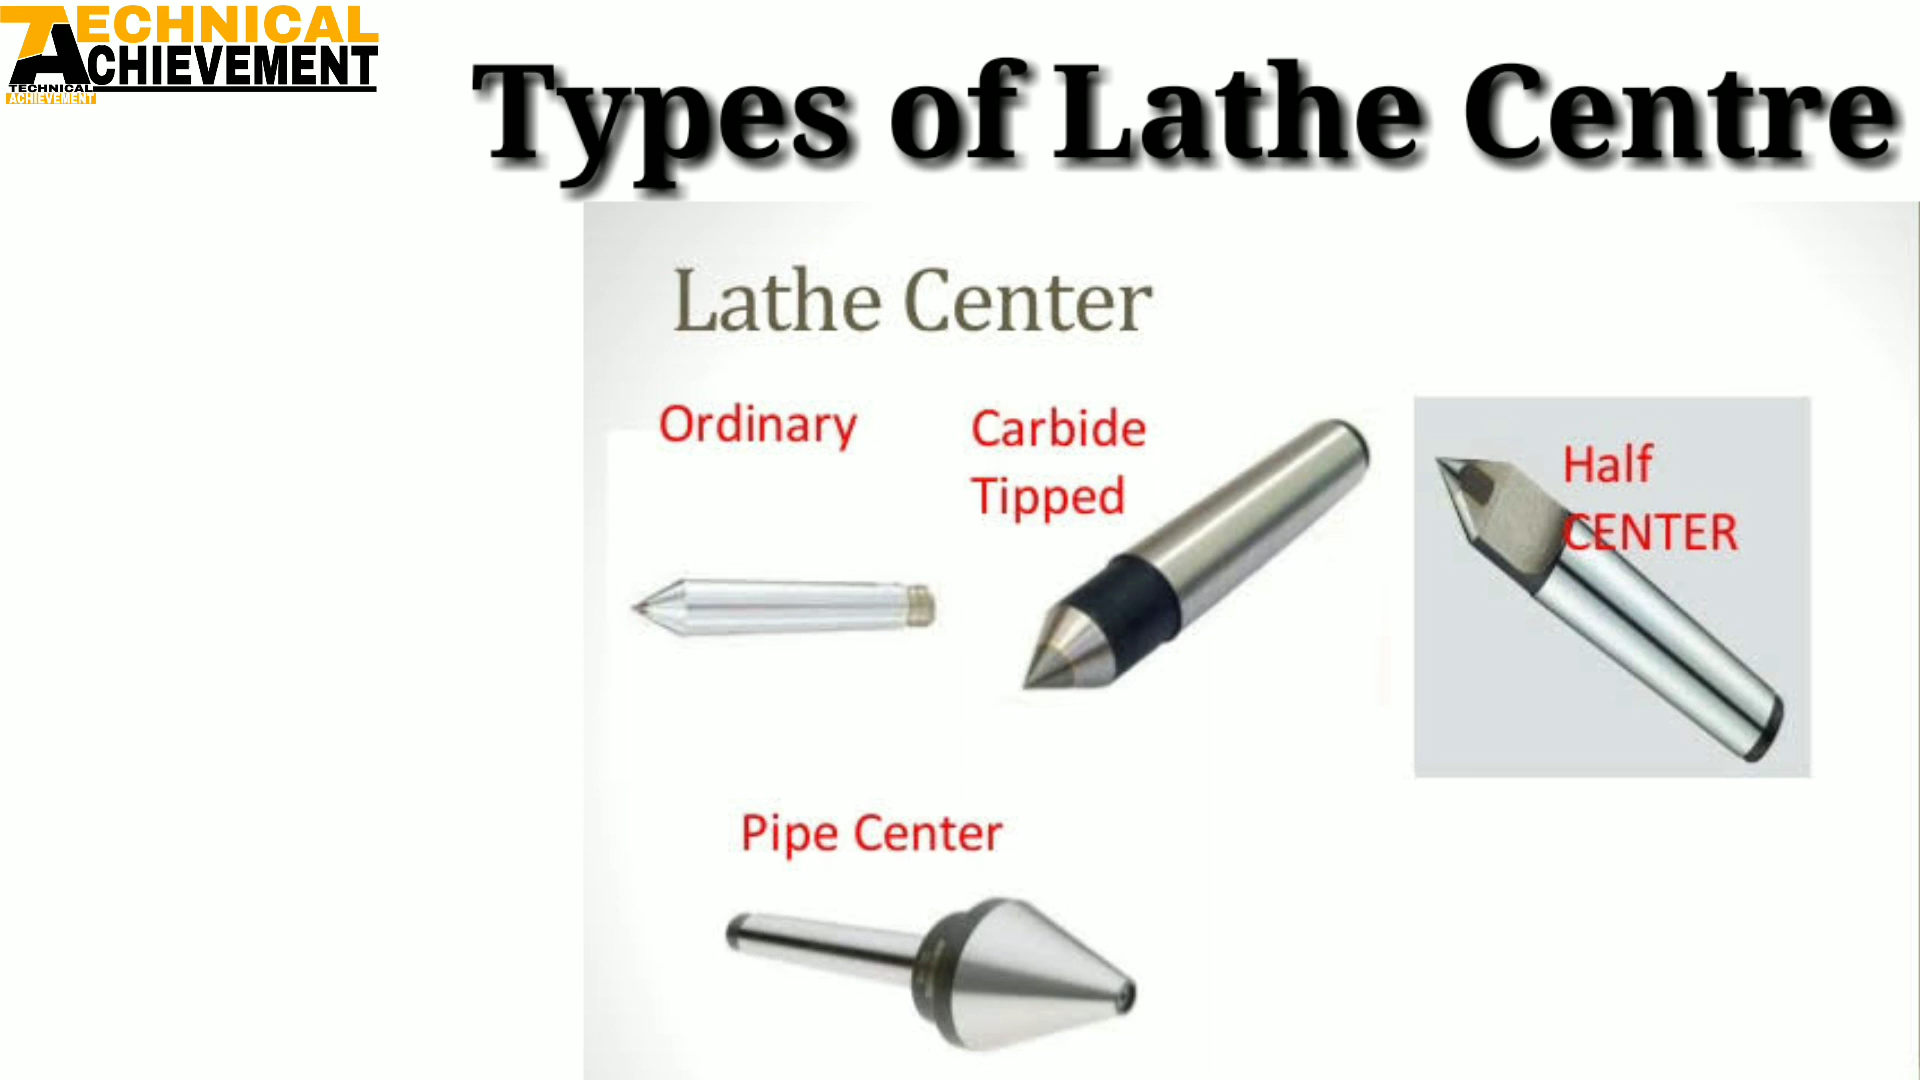 TECHNICAL
ACHIEVEMENT
TECHNICAL
ACHIEVEMENT
Types of Lathe Centre
Lathe Center
Ordinary
Carbide
Tipped
Half
CENTER
Pipe Center